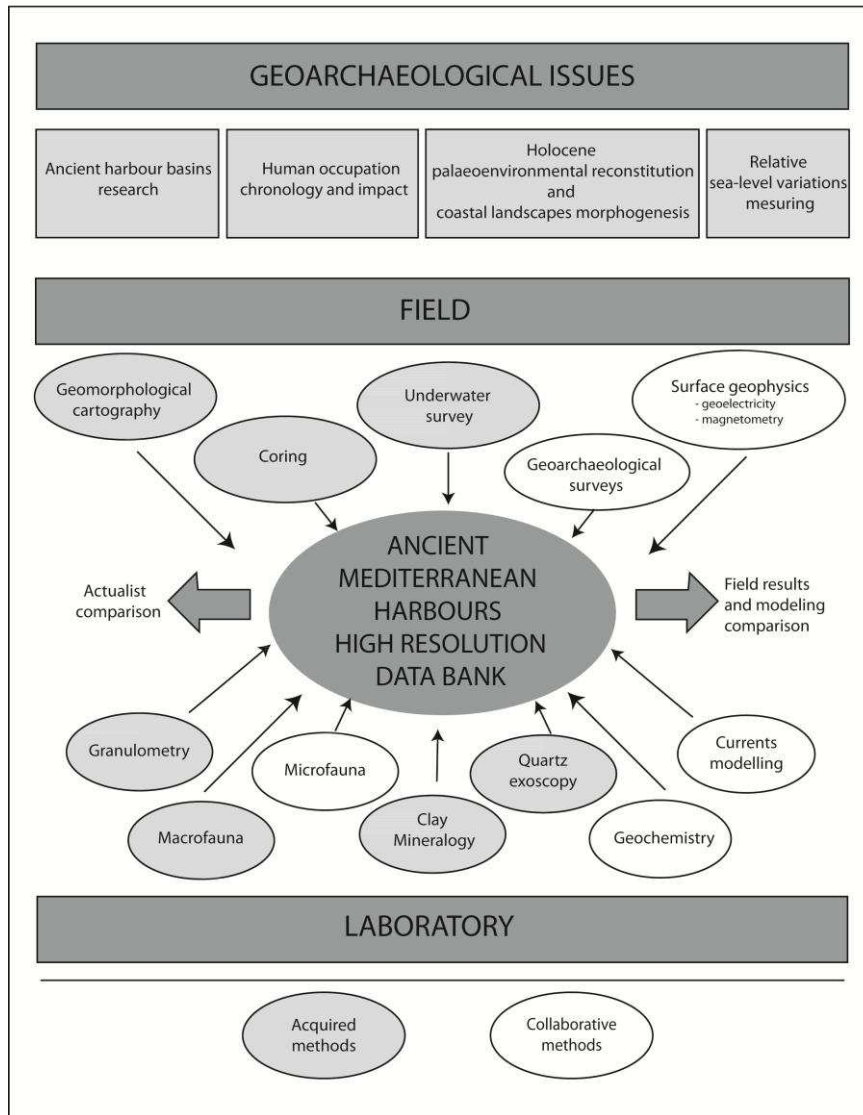 GEOARCHAEOLOGICAL ISSUES
Ancient harbour basins
research
Human occupation
chronology and impact
Holocene
palaeoenvironmental reconstitution
and
coastal landscapes morphogenesis
Relative
sea-level variations
mesuring
FIELD
Geomorphological
cartography
Coring
Underwater
survey
Geoarchaeological
surveys
Surface geophysics
- geoelectricity
- magnetometry
ANCIENT
MEDITERRANEAN
HARBOURS
HIGH RESOLUTION
DATA BANK
Actualist
comparison
Field results
and modeling
comparison
Granulometry
Macrofauna
Microfauna
Clay
Mineralogy
Quartz
exoscopy
Geochemistry
Currents
modelling
LABORATORY
Acquired
methods
Collaborative
methods